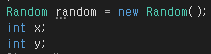 Random random = new Random();
int x;
int y;